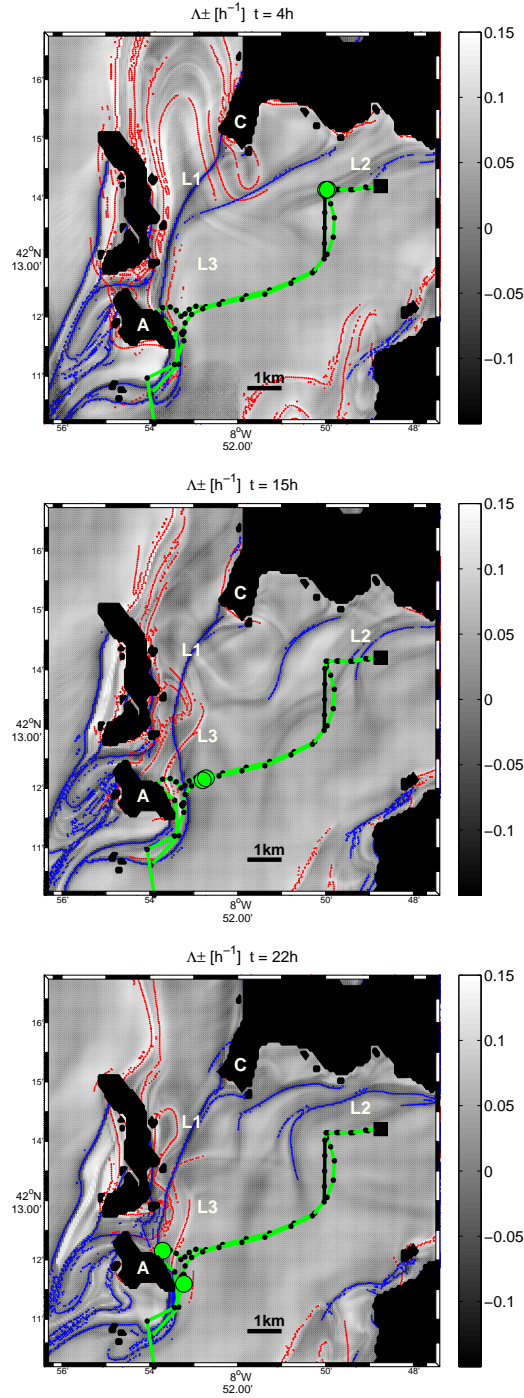 Λ± [h⁻¹] t = 4h
16'
15'
14'
42°N
13.00'
12'
11'
56'
54'
8°W
52.00'
50'
48'
C
L1
L2
L3
A
1km
0.15
0.1
0.05
0
−0.05
−0.1
Λ± [h⁻¹] t = 15h
16'
15'
14'
42°N
13.00'
12'
11'
56'
54'
8°W
52.00'
50'
48'
C
L1
L2
L3
A
1km
0.15
0.1
0.05
0
−0.05
−0.1
Λ± [h⁻¹] t = 22h
16'
15'
14'
42°N
13.00'
12'
11'
56'
54'
8°W
52.00'
50'
48'
C
L1
L2
L3
A
1km
0.15
0.1
0.05
0
−0.05
−0.1